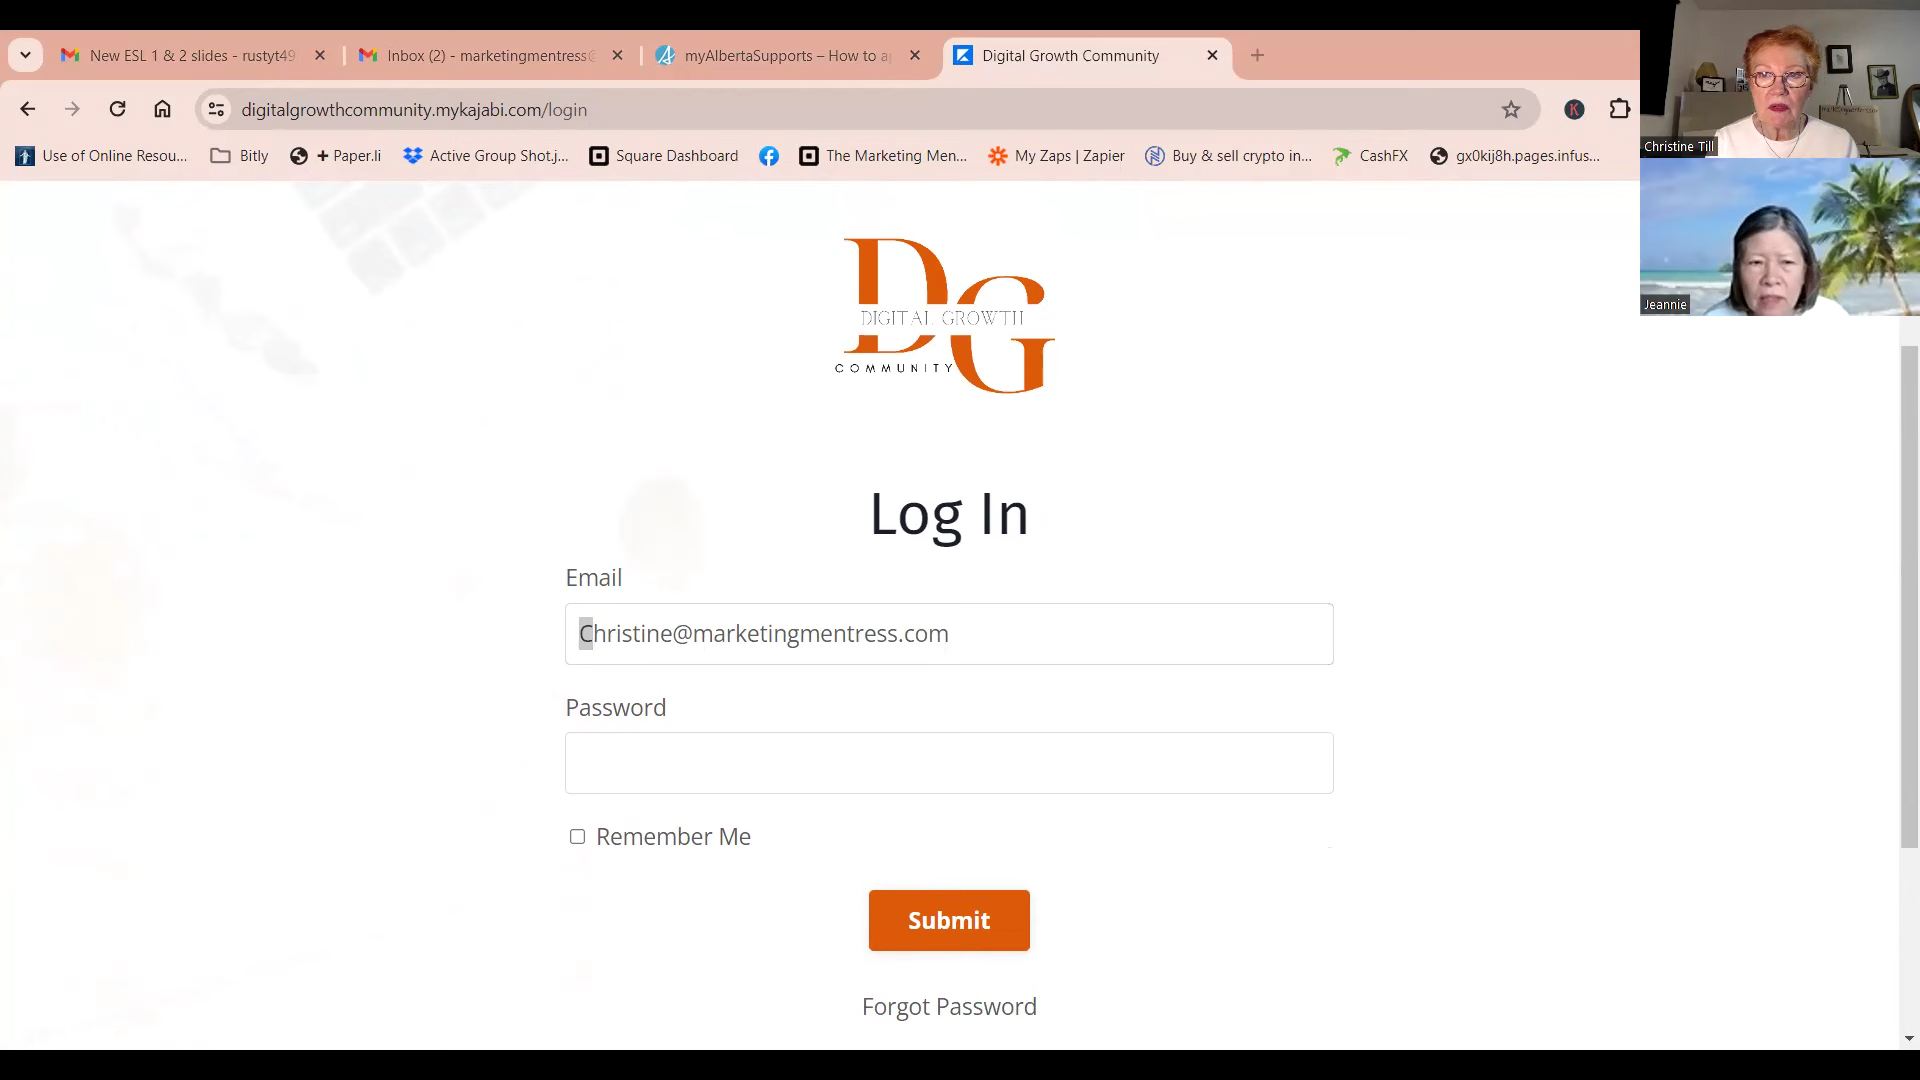 New ESL 1 & 2 slides - rustyt49
Inbox (2) - marketingmentress@
myAlbertaSupports – How to a
Digital Growth Community
digitalgrowthcommunity.mykajabi.com/login
Use of Online Resou...
Bitly
+ Paper.li
Active Group Shot.j...
Square Dashboard
The Marketing Men...
My Zaps | Zapier
Buy & sell crypto in...
CashFX
gx0kij8h.pages.infus...
Christine Till
Jeannie
DG
DIGITAL GROWTH
COMMUNITY
Log In
Email
Christine@marketingmentress.com
Password
Remember Me
Submit
Forgot Password